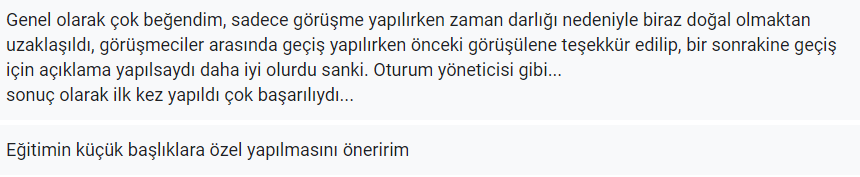 Genel olarak çok beğendim, sadece görüşme yapılırken zaman darlığı nedeniyle biraz doğal olmaktan
uzaklaşıldı, görüşmeciler arasında geçiş yapılırken önceki görüşülene teşekkür edilip, bir sonrakine geçiş
için açıklama yapılsaydı daha iyi olurdu sanki. Oturum yöneticisi gibi...
sonuç olarak ilk kez yapıldı çok başarılıydı...
Eğitimin küçük başlıklara özel yapılmasını öneririm